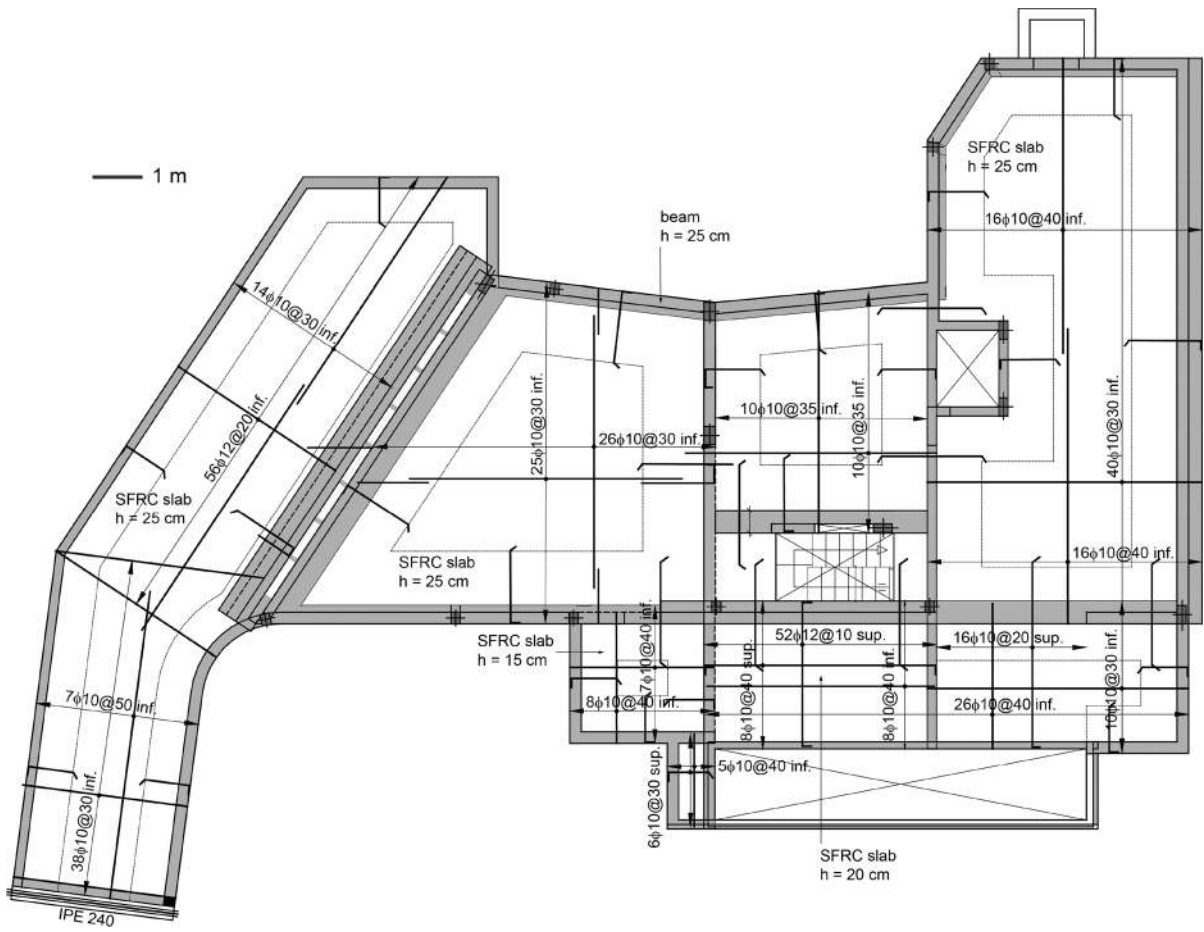 SFRC slab
h = 25 cm
1 m
16ϕ10@40 inf.
beam
h = 25 cm
14ϕ10@30 inf.
56ϕ12@20 inf.
25ϕ10@30 inf.
26ϕ10@30 inf.
10ϕ10@35 inf.
10ϕ10@35 inf.
40ϕ10@30 inf.
SFRC slab
h = 25 cm
SFRC slab
h = 25 cm
16ϕ10@40 inf.
SFRC slab
h = 15 cm
17ϕ10@40 inf.
52ϕ12@10 sup.
16ϕ10@20 sup.
8ϕ10@40 sup.
8ϕ10@40 inf.
10ϕ10@30 inf.
7ϕ10@50 inf.
8ϕ10@40 inf.
26ϕ10@40 inf.
38ϕ10@30 inf.
6ϕ10@30 sup.
5ϕ10@40 inf.
SFRC slab
h = 20 cm
IPE 240